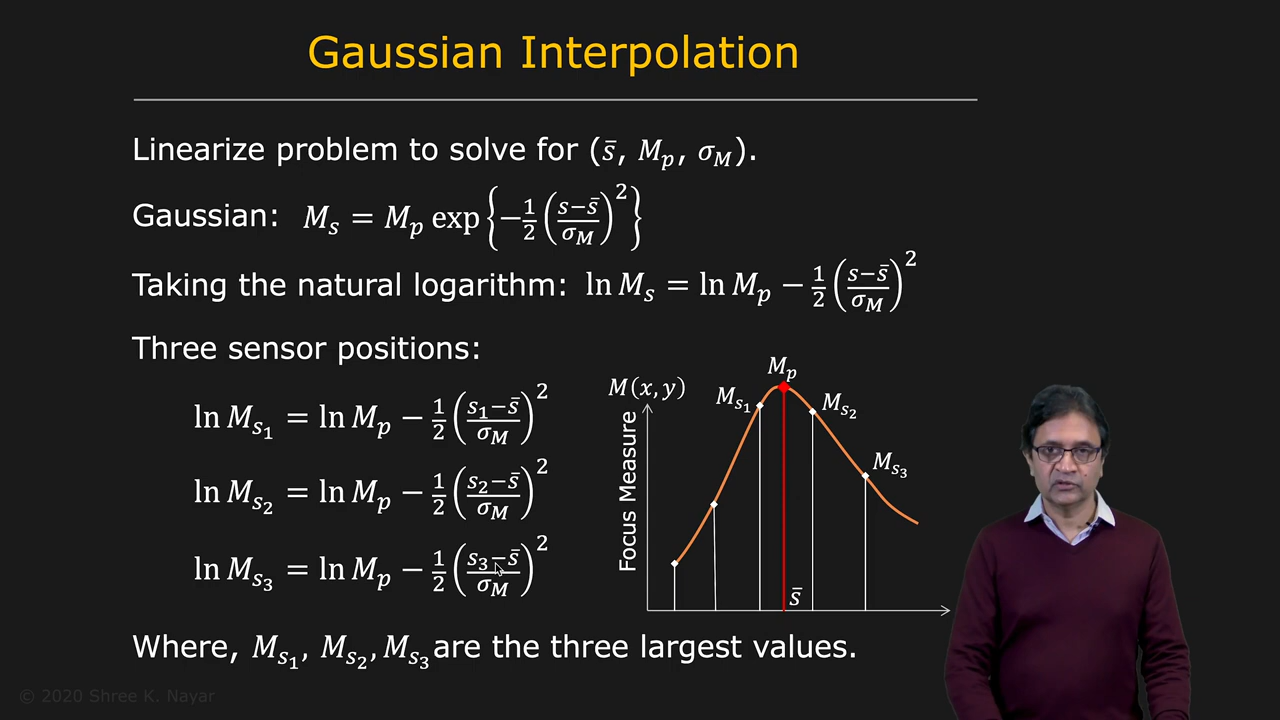 Gaussian Interpolation
Linearize problem to solve for (s̄, Mₚ, σ_M).
Gaussian: M_s = M_p exp{−1/2 ((s−s̄)/σ_M)²}
Taking the natural logarithm: ln M_s = ln M_p − 1/2 ((s−s̄)/σ_M)²
Three sensor positions:
ln M_s₁ = ln M_p − 1/2 ((s₁−s̄)/σ_M)²
ln M_s₂ = ln M_p − 1/2 ((s₂−s̄)/σ_M)²
ln M_s₃ = ln M_p − 1/2 ((s₃−s̄)/σ_M)²
M(x, y)
Focus Measure
M_p
M_s₁
M_s₂
M_s₃
s̄
Where, M_s₁, M_s₂, M_s₃ are the three largest values.
© 2020 Shree K. Nayar